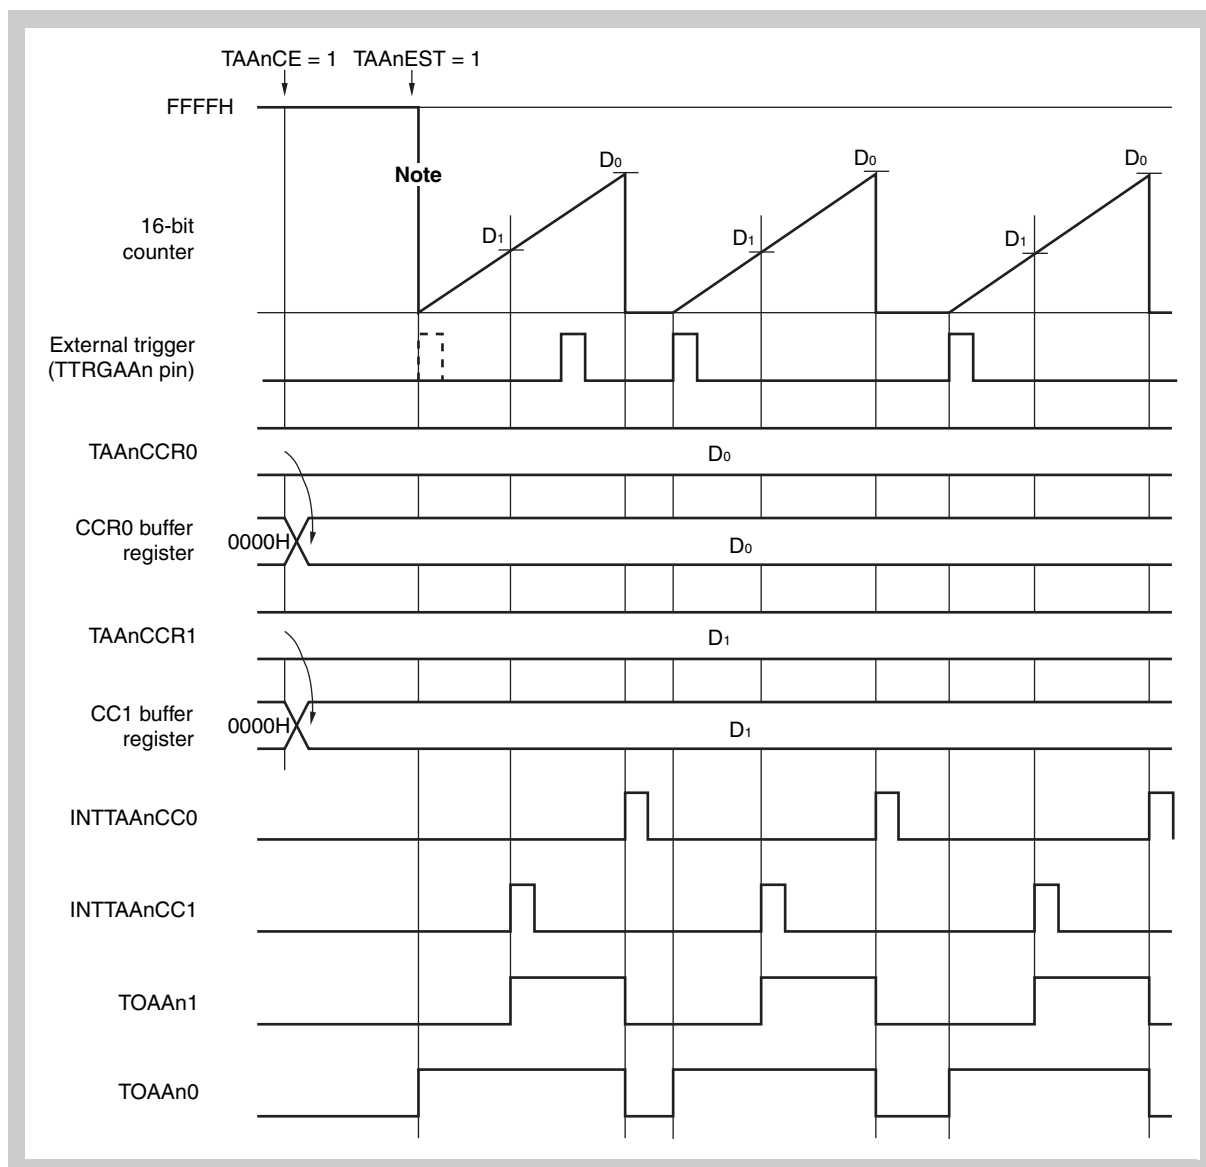 TAAnCE = 1 TAAnEST = 1
FFFFH
Note
D0
D0
D0
D1
D1
D1
16-bit
counter
External trigger
(TTRGAAn pin)
TAAnCCR0
D0
CCR0 buffer
register
0000H
D0
TAAnCCR1
D1
CC1 buffer
register
0000H
D1
INTTAAnCC0
INTTAAnCC1
TOAAn1
TOAAn0